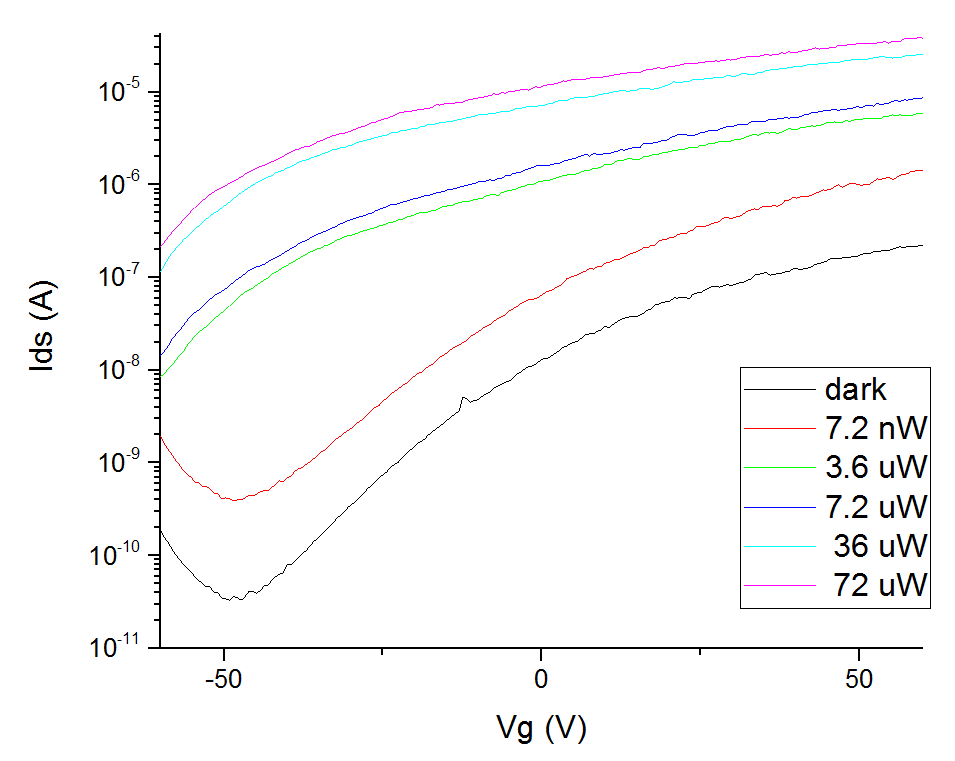 10-5
10-6
10-7
10-8
10-9
10-10
10-11
Ids (A)
-50
0
50
Vg (V)
dark
7.2 nW
3.6 uW
7.2 uW
36 uW
72 uW